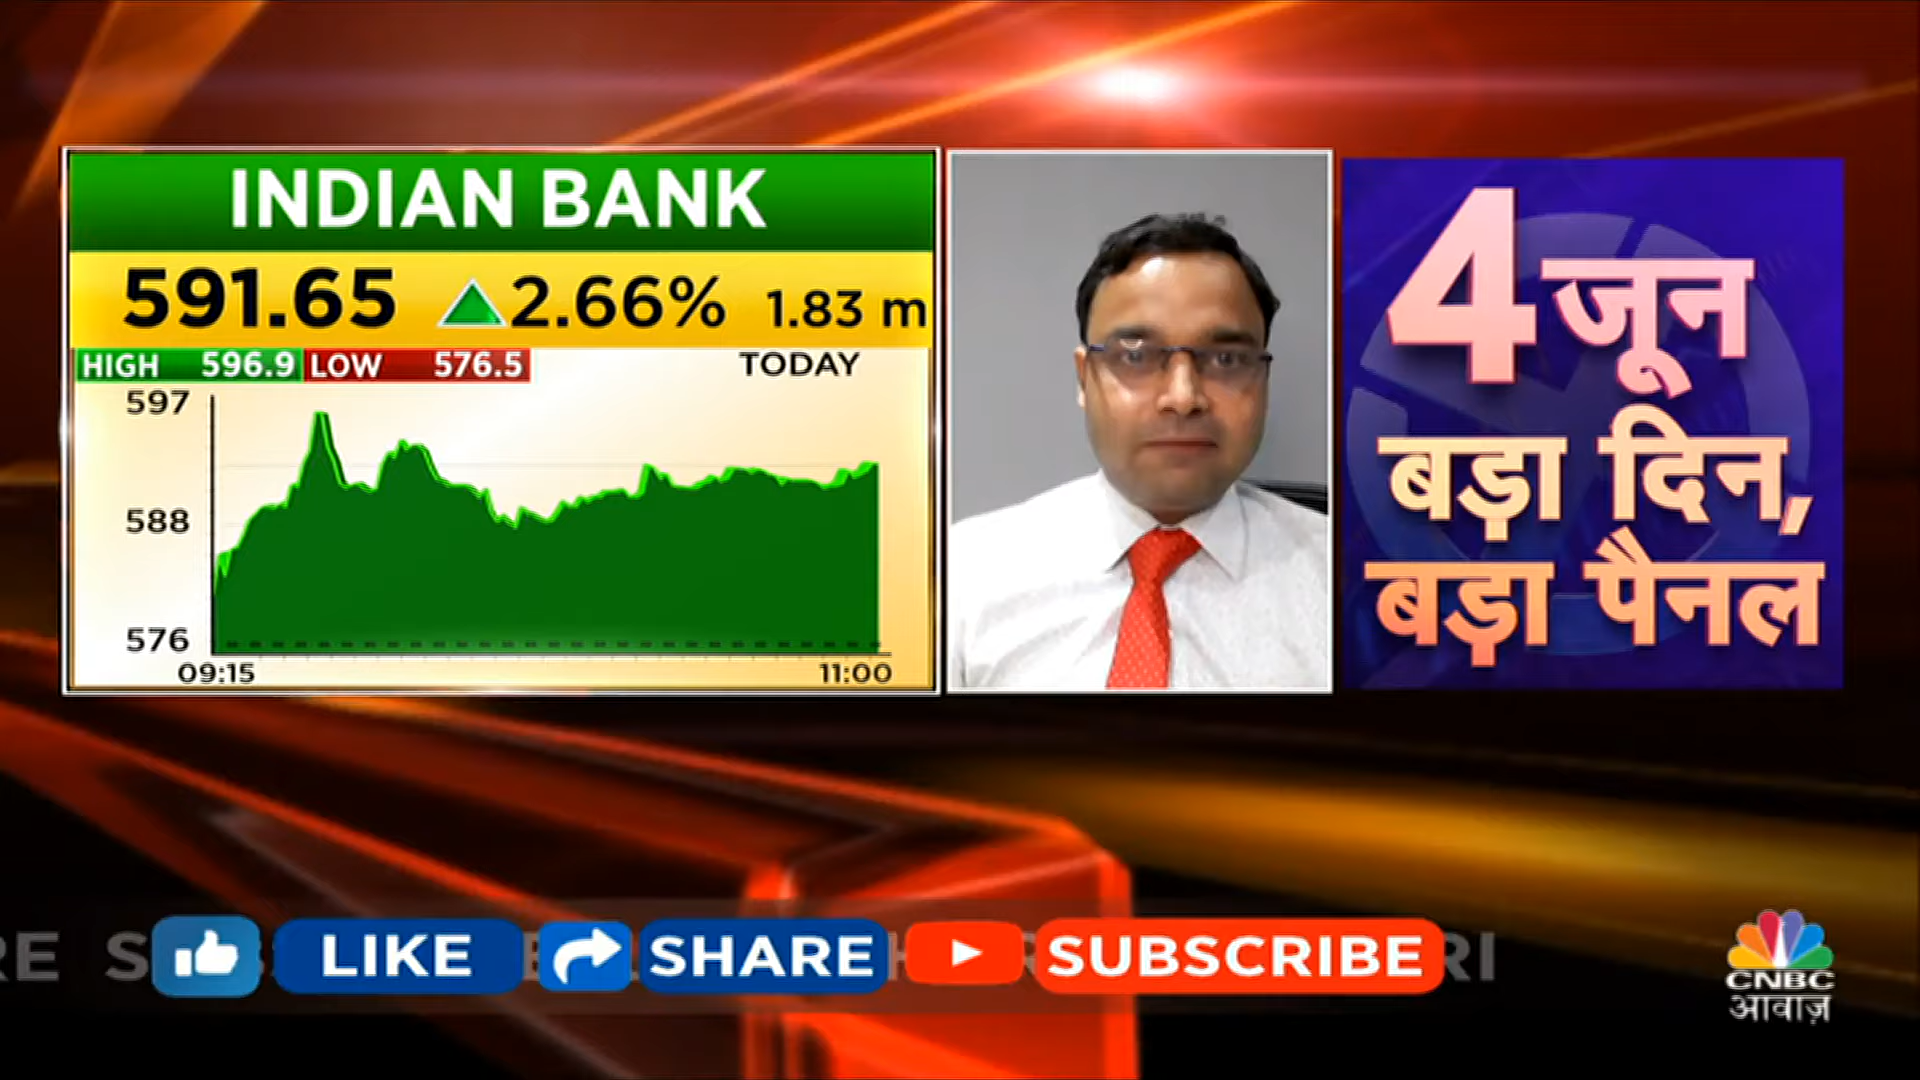 INDIAN BANK
591.65 ▲2.66% 1.83 m
HIGH 596.9 LOW 576.5 TODAY
597
588
576
09:15 11:00
4 जून
बड़ा दिन,
बड़ा पैनल
LIKE SHARE SUBSCRIBE
CNBC
आवाज़